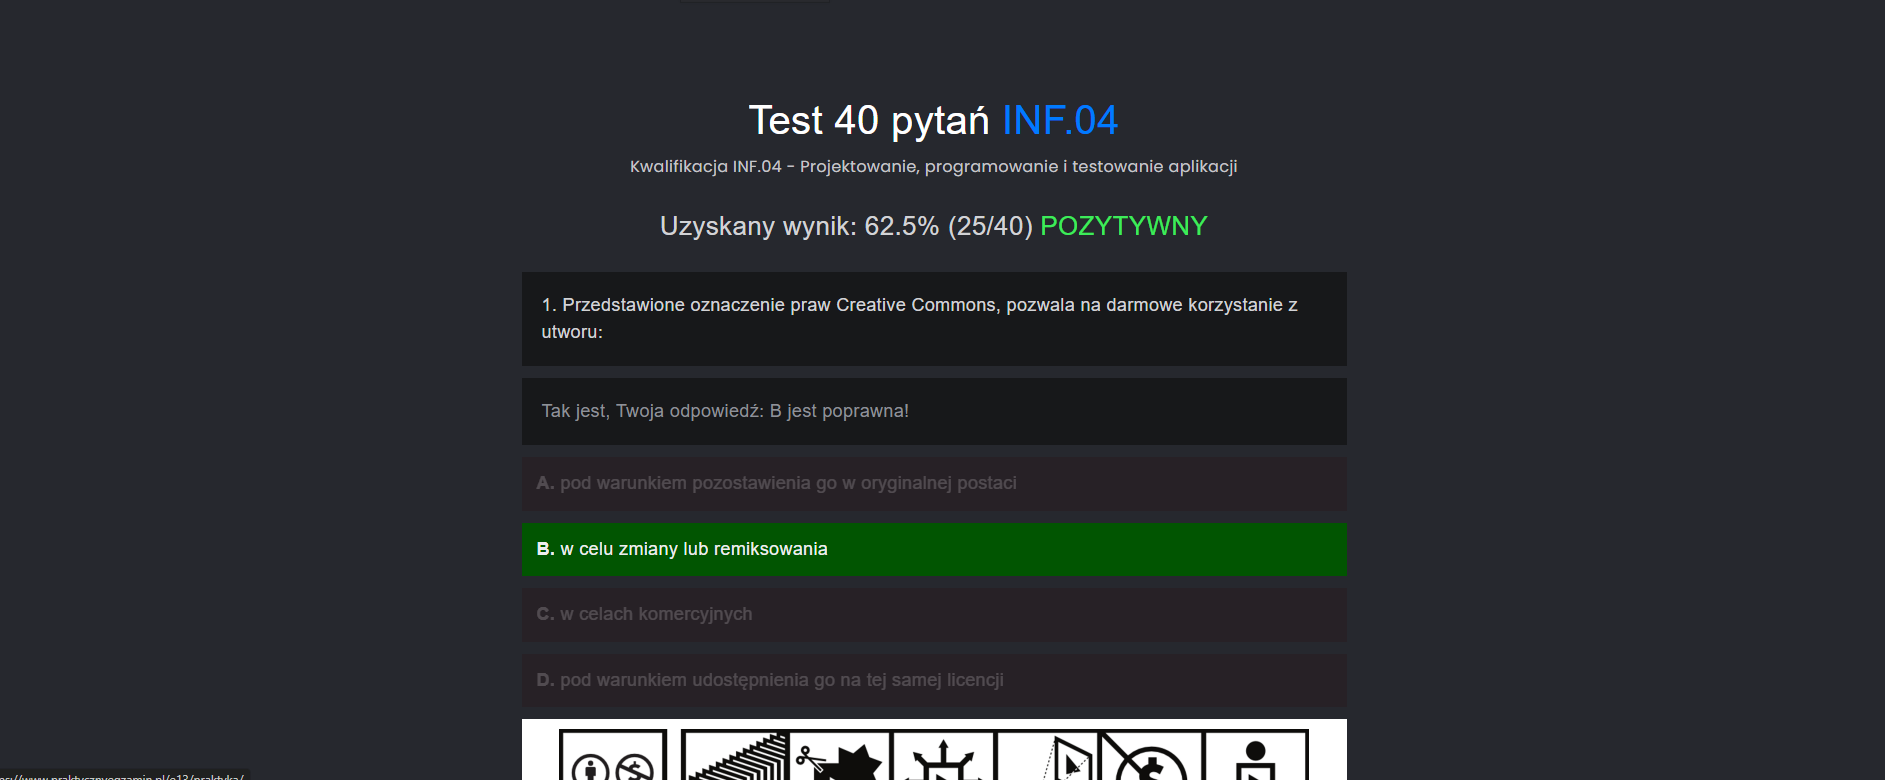 Test 40 pytań INF.04
Kwalifikacja INF.04 - Projektowanie, programowanie i testowanie aplikacji
Uzyskany wynik: 62.5% (25/40) POZYTYWNY
1. Przedstawione oznaczenie praw Creative Commons, pozwala na darmowe korzystanie z
utworu:
Tak jest, Twoja odpowiedź: B jest poprawna!
A. pod warunkiem pozostawienia go w oryginalnej postaci
B. w celu zmiany lub remiksowania
C. w celach komercyjnych
D. pod warunkiem udostępnienia go na tej samej licencji